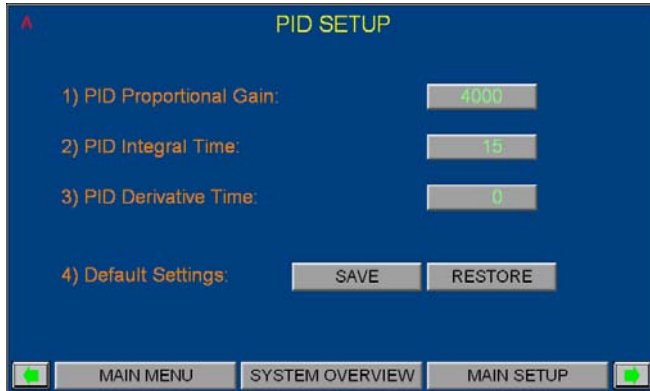 A
PID SETUP
1) PID Proportional Gain: 4000
2) PID Integral Time: 15
3) PID Derivative Time: 0
4) Default Settings: SAVE RESTORE
MAIN MENU SYSTEM OVERVIEW MAIN SETUP